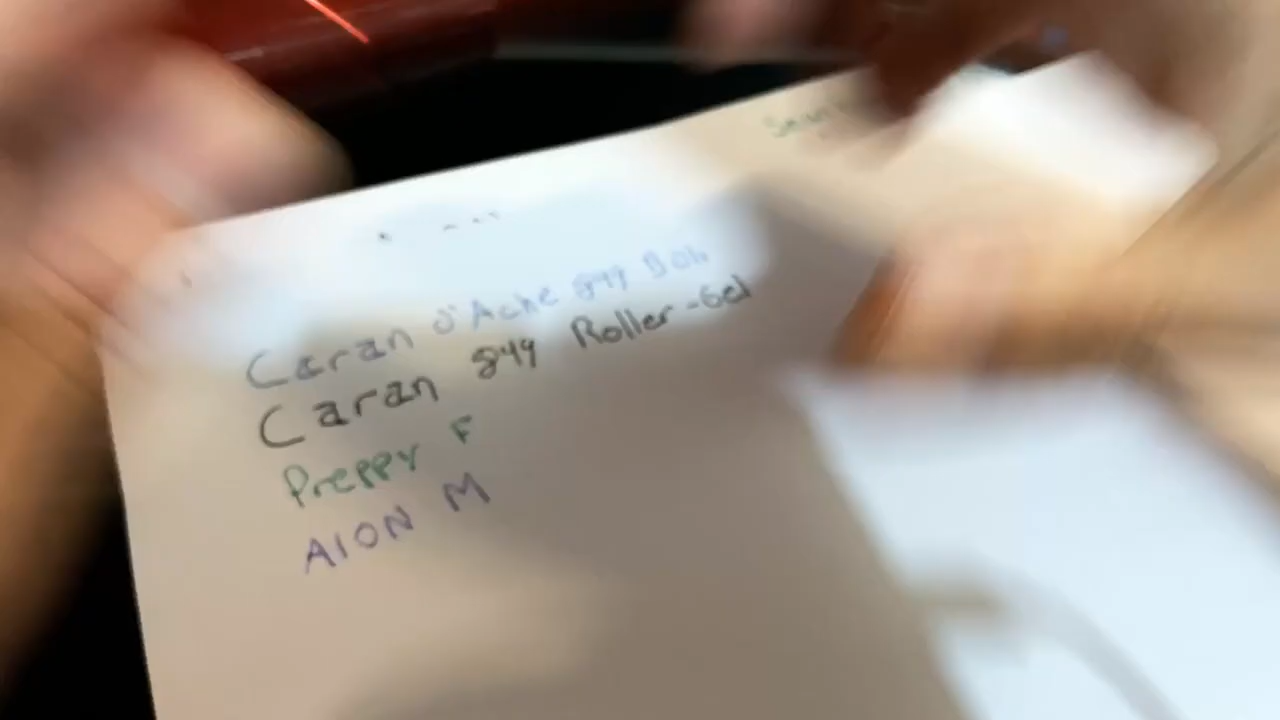 Caran d'Ache 849 Ball
Caran 849 Roller-Gel
Preppy F
AION M